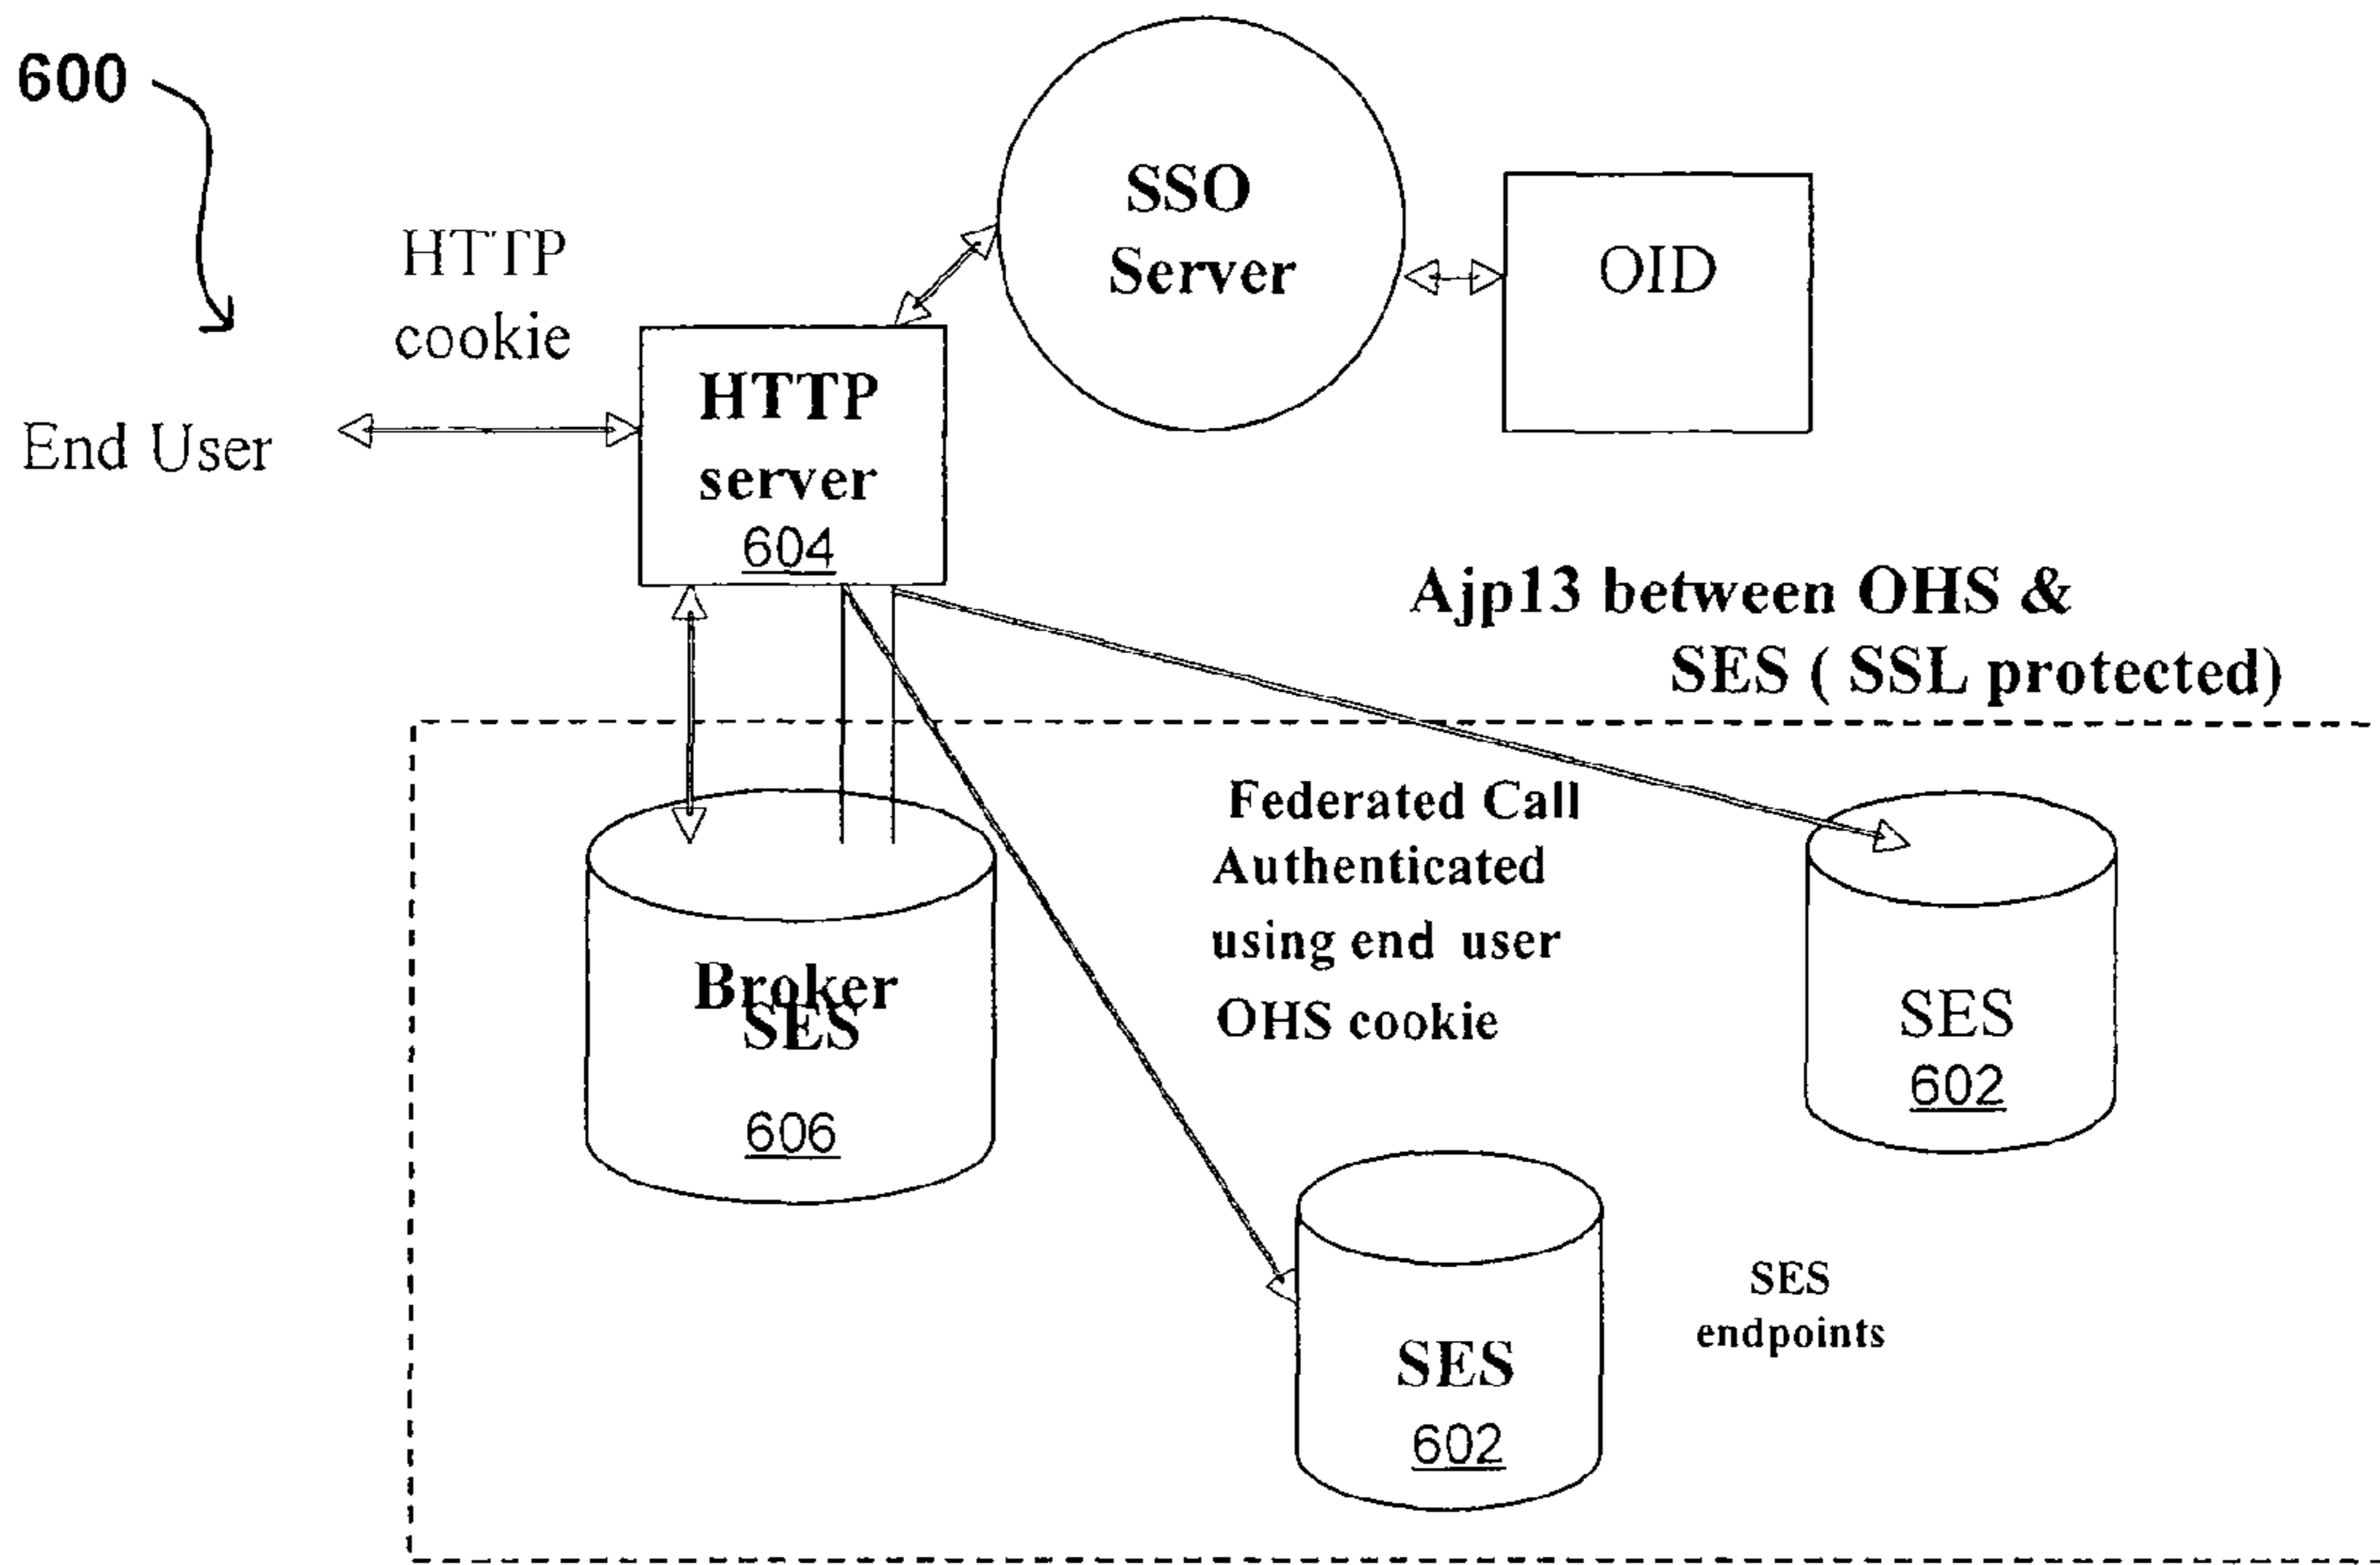 600
HTTP
cookie
End User
SSO
Server
OID
HTTP
server
604
Ajp13 between OHS &
SES ( SSL protected)
Federated Call
Authenticated
using end user
OHS cookie
Broker
SES
606
SES
602
SES
602
SES
endpoints